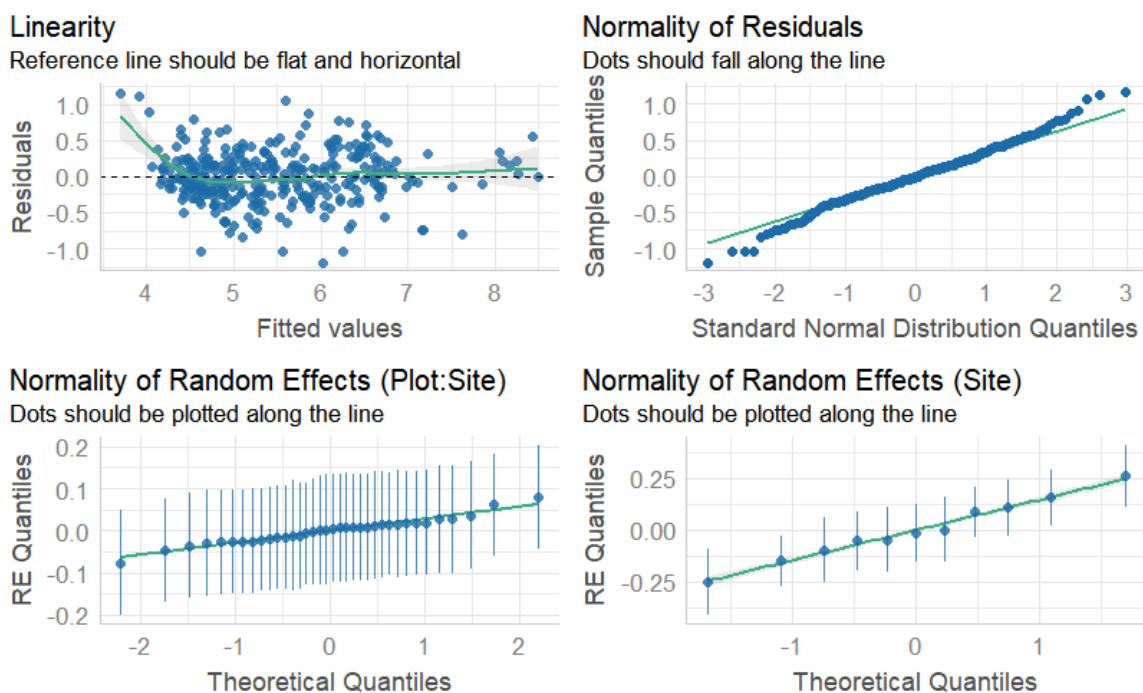 Linearity
Reference line should be flat and horizontal
1.0
0.5
0.0
-0.5
-1.0
Residuals
4 5 6 7 8
Fitted values
Normality of Residuals
Dots should fall along the line
1.0
0.5
0.0
-0.5
-1.0
Sample Quantiles
-3 -2 -1 0 1 2 3
Standard Normal Distribution Quantiles
Normality of Random Effects (Plot:Site)
Dots should be plotted along the line
0.2
0.1
0.0
-0.1
-0.2
RE Quantiles
-2 -1 0 1 2
Theoretical Quantiles
Normality of Random Effects (Site)
Dots should be plotted along the line
0.25
0.00
-0.25
RE Quantiles
-1 0 1
Theoretical Quantiles